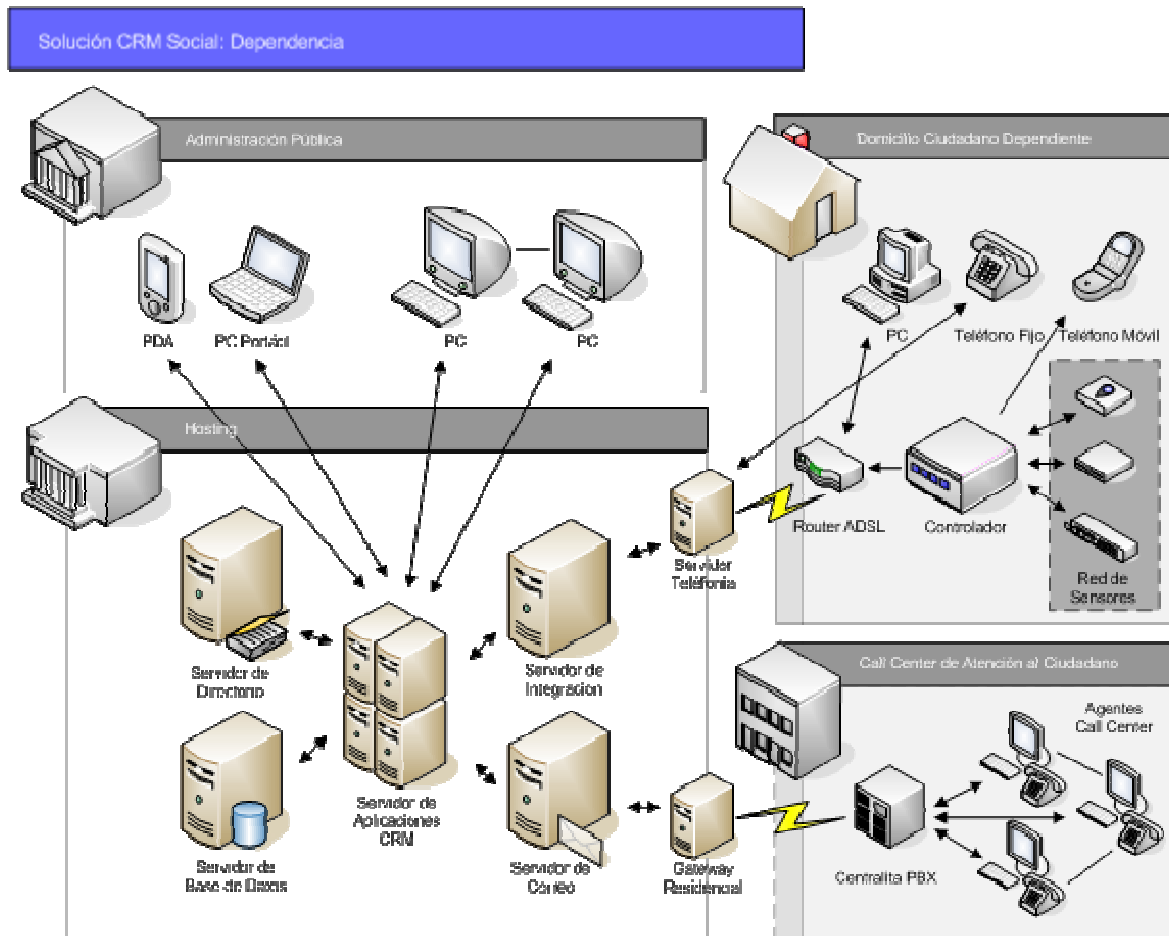 Solución CRM Social: Dependencia
Administración Pública
Domicilio Ciudadano Dependiente
PDA
PC Portátil
PC
PC
PC
Teléfono Fijo
Teléfono Móvil
Hosting
Router ADSL
Controlador
Red de
Sensores
Servidor
Telefonía
Servidor de
Directorio
Servidor de
Integración
Call Center de Atención al Ciudadano
Agentes
Call Center
Servidor de
Aplicaciones
CRM
Servidor de
Base de Datos
Servidor de
Correo
Gateway
Residencial
Centralita PBX